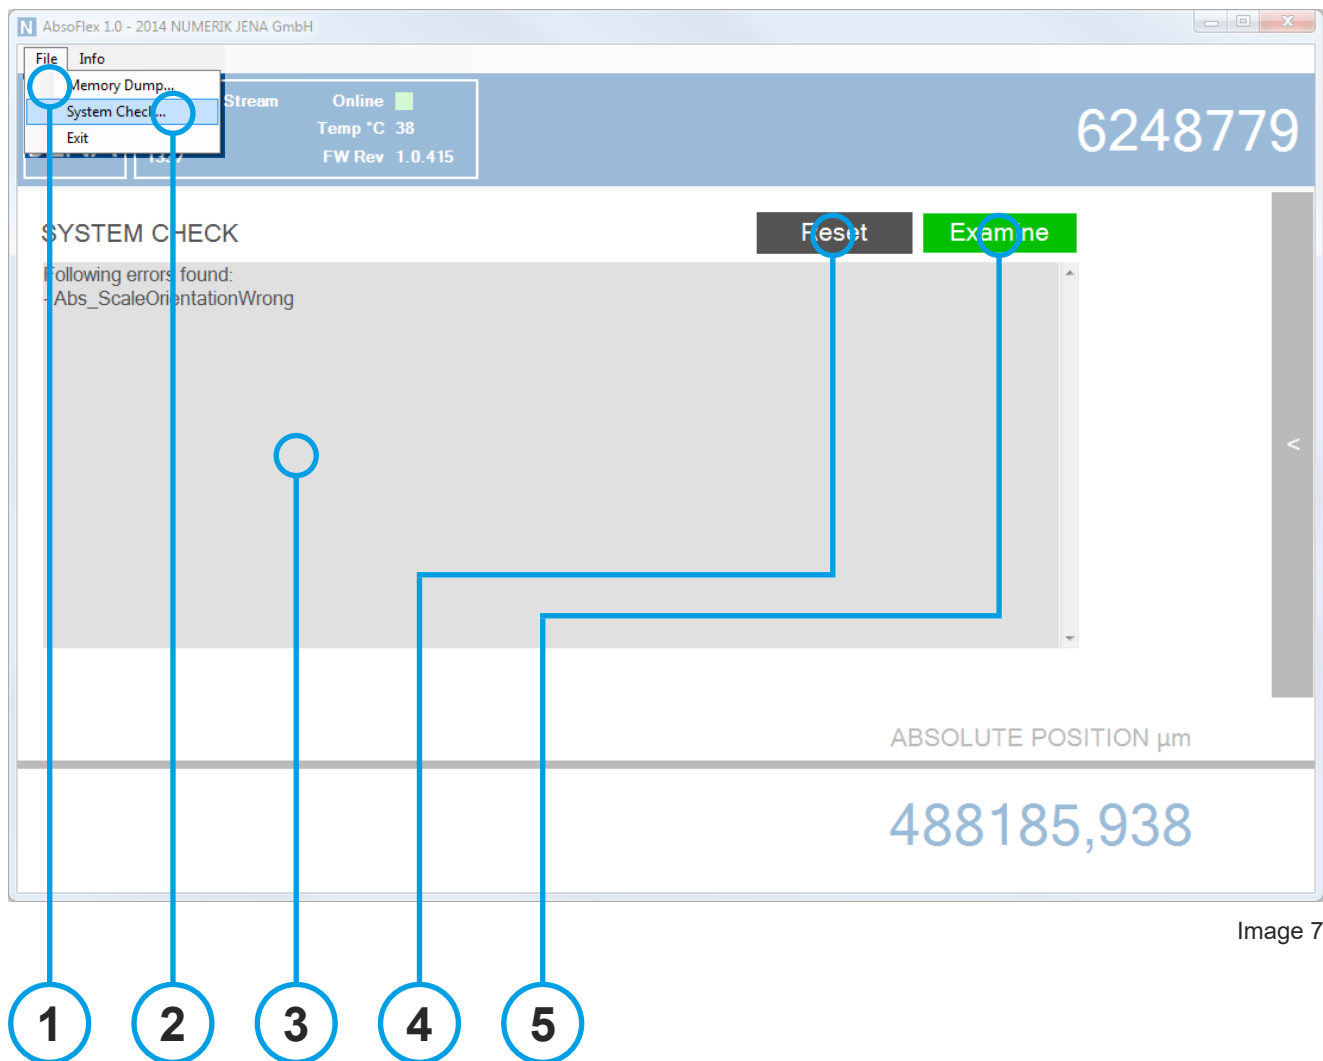 AbsoFlex 1.0 - 2014 NUMERIK JENA GmbH
File Info
Memory Dump...
System Check...
Exit
Stream
Online
Temp °C 38
FW Rev 1.0.415
6248779
SYSTEM CHECK
Reset
Examine
Following errors found:
- Abs_ScaleOrientationWrong
<
ABSOLUTE POSITION µm
488185,938
Image 7
1 2 3 4 5